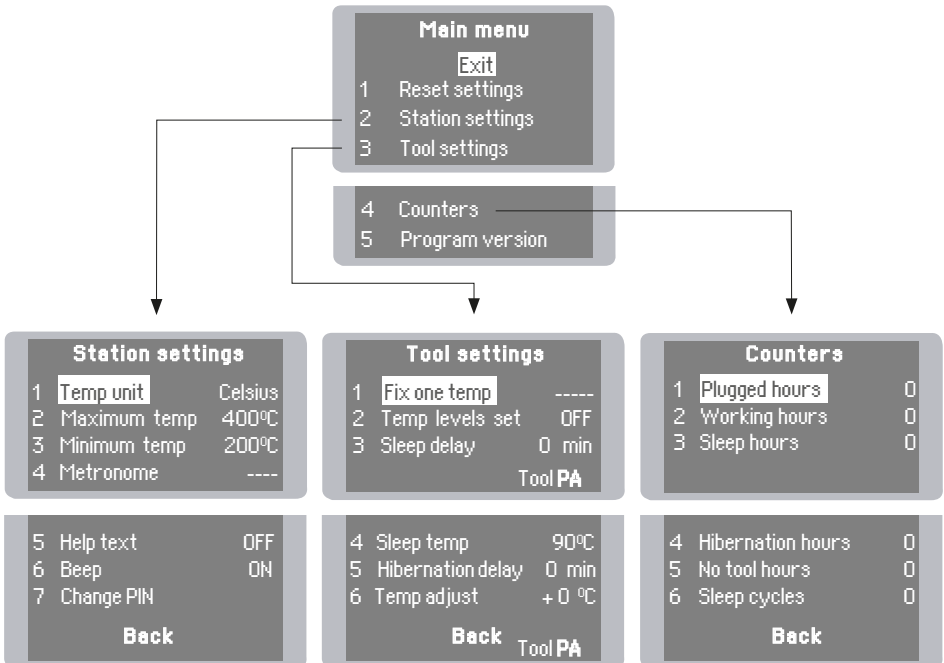 Main menu
Exit
1 Reset settings
2 Station settings
3 Tool settings
4 Counters
5 Program version
Station settings
1 Temp unit Celsius
2 Maximum temp 400ºC
3 Minimum temp 200ºC
4 Metronome ----
5 Help text OFF
6 Beep ON
7 Change PIN
Back
Tool settings
1 Fix one temp -----
2 Temp levels set OFF
3 Sleep delay 0 min
Tool PA
4 Sleep temp 90ºC
5 Hibernation delay 0 min
6 Temp adjust + 0 ºC
Back Tool PA
Counters
1 Plugged hours 0
2 Working hours 0
3 Sleep hours 0
4 Hibernation hours 0
5 No tool hours 0
6 Sleep cycles 0
Back